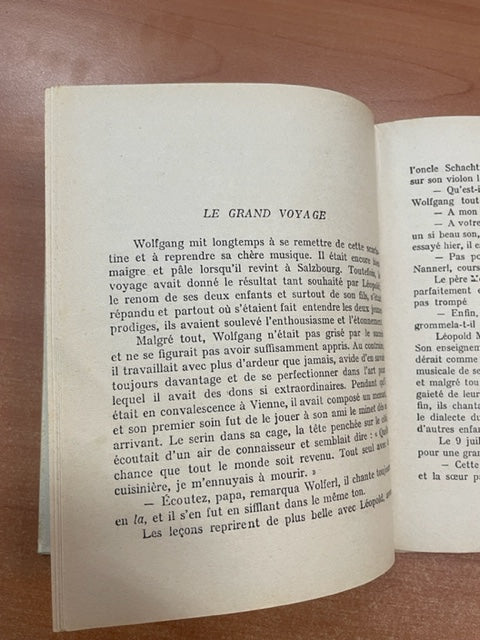 LE GRAND VOYAGE
Wolfgang mit longtemps à se remettre de cette scarla-
tine et à reprendre sa chère musique. Il était encore bien
maigre et pâle lorsqu'il revint à Salzbourg. Toutefois, le
voyage avait donné le résultat tant souhaité par Léopold,
le renom de ses deux enfants et surtout de son fils, s'était
répandu et partout où s'étaient fait entendre les deux jeunes
prodiges, ils avaient soulevé l'enthousiasme et l'étonnement.
Malgré tout, Wolfgang n'était pas grisé par le succès
et ne se figurait pas avoir suffisamment appris. Au contraire,
il travaillait avec plus d'ardeur que jamais, avide d'en savoir
toujours davantage et de se perfectionner dans l'art pour
lequel il avait des dons si extraordinaires. Pendant qu'il
était en convalescence à Vienne, il avait composé un menuet
et son premier soin fut de le jouer à son ami le minet dès son
arrivant. Le serin dans sa cage, la tête penchée sur le côté,
écoutait d'un air de connaisseur et semblait dire : « Quelle
chance que tout le monde soit revenu. Tout seul avec la
cuisinière, je m'ennuyais à mourir. »
— Écoutez, papa, remarqua Wolferl, il chante toujours
en la, et il s'en fut en sifflant dans le même ton.
Les leçons reprirent de plus belle avec Léopold,
l'oncle Schacht
sur son violon l
— Qu'est-i
Wolfgang tout
— A mon
— A votre
un si beau son,
essayé hier, il e
— Pas po
Nannerl, cours
Le père
parfaitement e
pas trompé
— Enfin,
grommela-t-il
Léopold M
Son enseignem
dérait comme
musicale de se
et malgré tou
gaieté de leur
fin, ils chanta
le dialecte du
d'autres enfan
Le 9 juil
pour une gran
— Cette
et la sœur pa